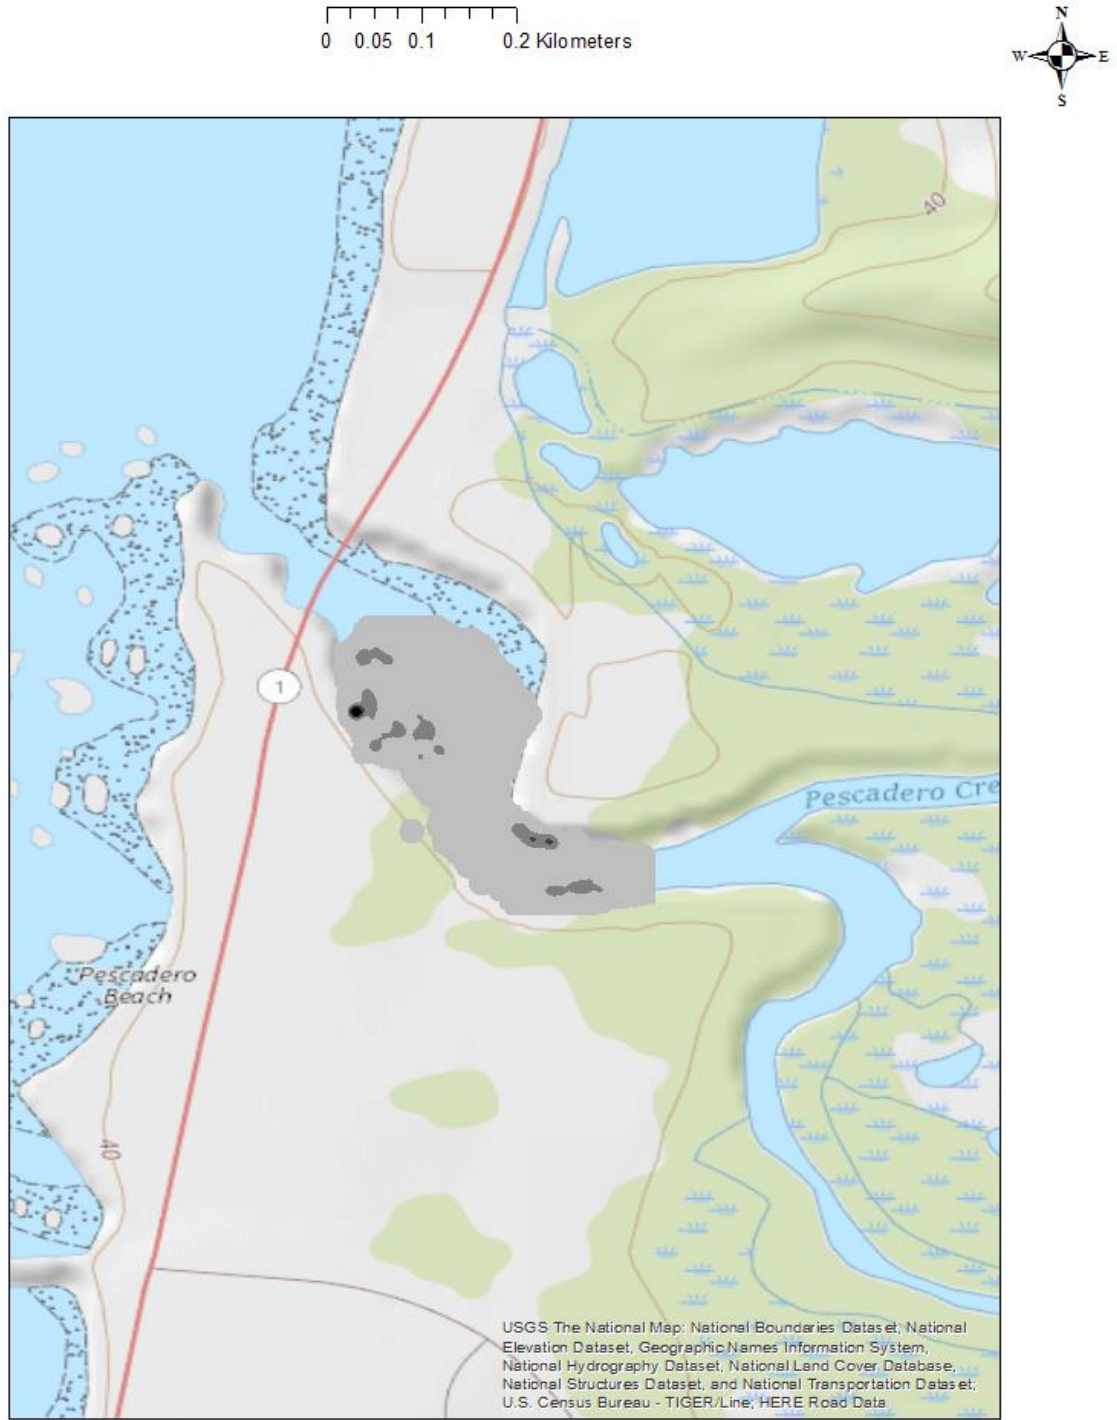 0 0.05 0.1 0.2 Kilometers
N
W E
S
40
1
Pescadero Cre
Pescadero
Beach
40
USGS The National Map: National Boundaries Dataset, National
Elevation Dataset, Geographic Names Information System,
National Hydrography Dataset, National Land Cover Database,
National Structures Dataset, and National Transportation Dataset;
U.S. Census Bureau - TIGER/Line; HERE Road Data